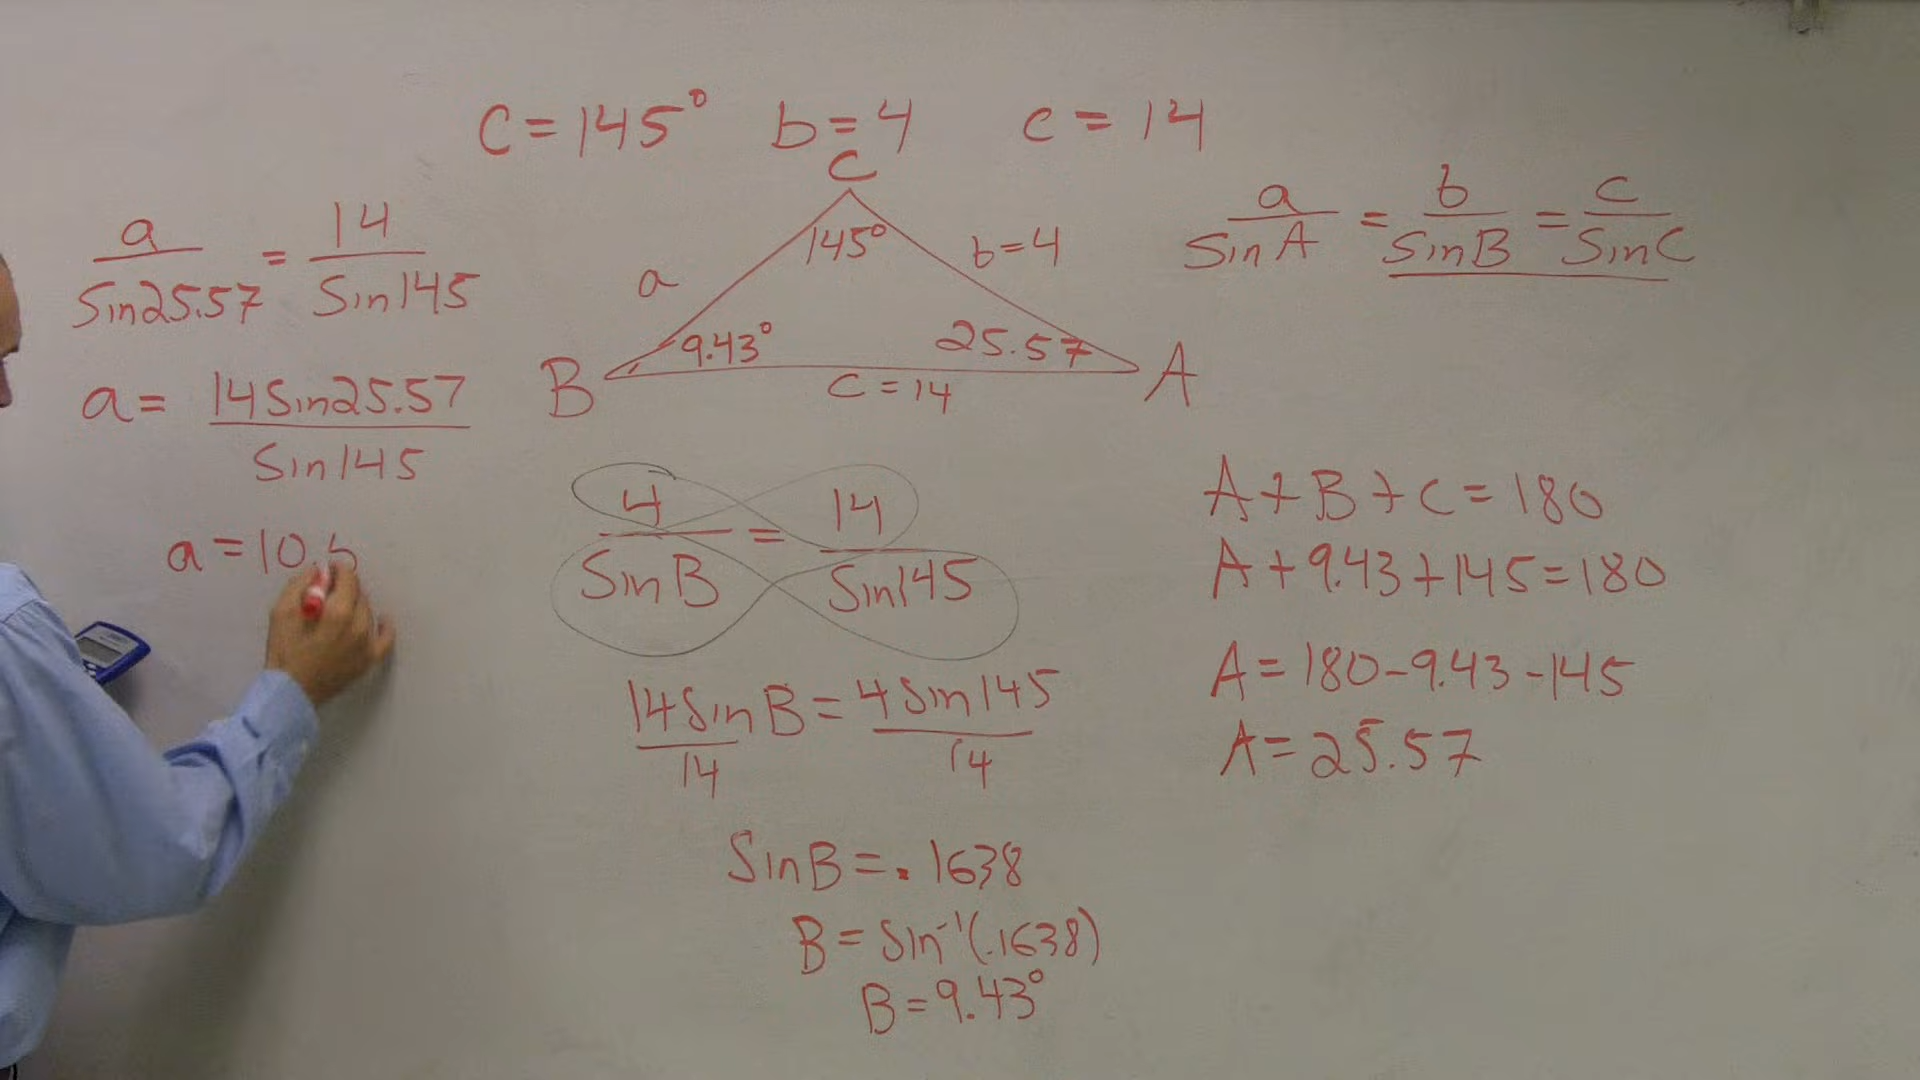 C = 145° b = 4 c = 14
a/SinA = b/SinB = c/SinC
a/Sin25.57 = 14/Sin145
a = 14Sin25.57/Sin145
a = 10.
C
145°
a
b = 4
9.43°
25.57
B
A
C = 14
4/SinB = 14/Sin145
14SinB/14 = 4Sin145/14
SinB = .1638
B = Sin⁻¹(.1638)
B = 9.43°
A + B + C = 180
A + 9.43 + 145 = 180
A = 180 - 9.43 - 145
A = 25.57